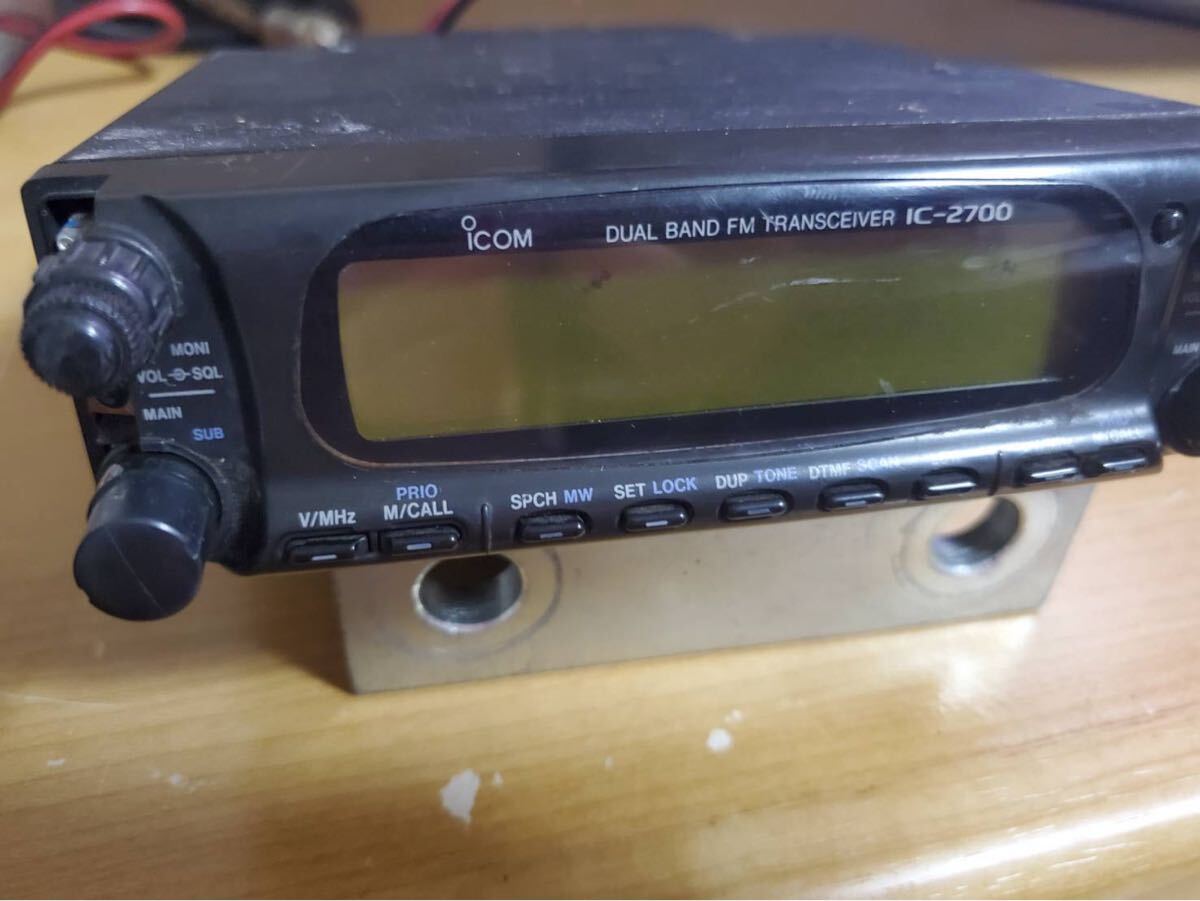 ICOM
DUAL BAND FM TRANSCEIVER IC-2700
MONI
VOL SQL
MAIN
SUB
MAIN
V/MHz
PRIO
M/CALL
SPCH MW
SET LOCK
DUP TONE
DTMF SCAN